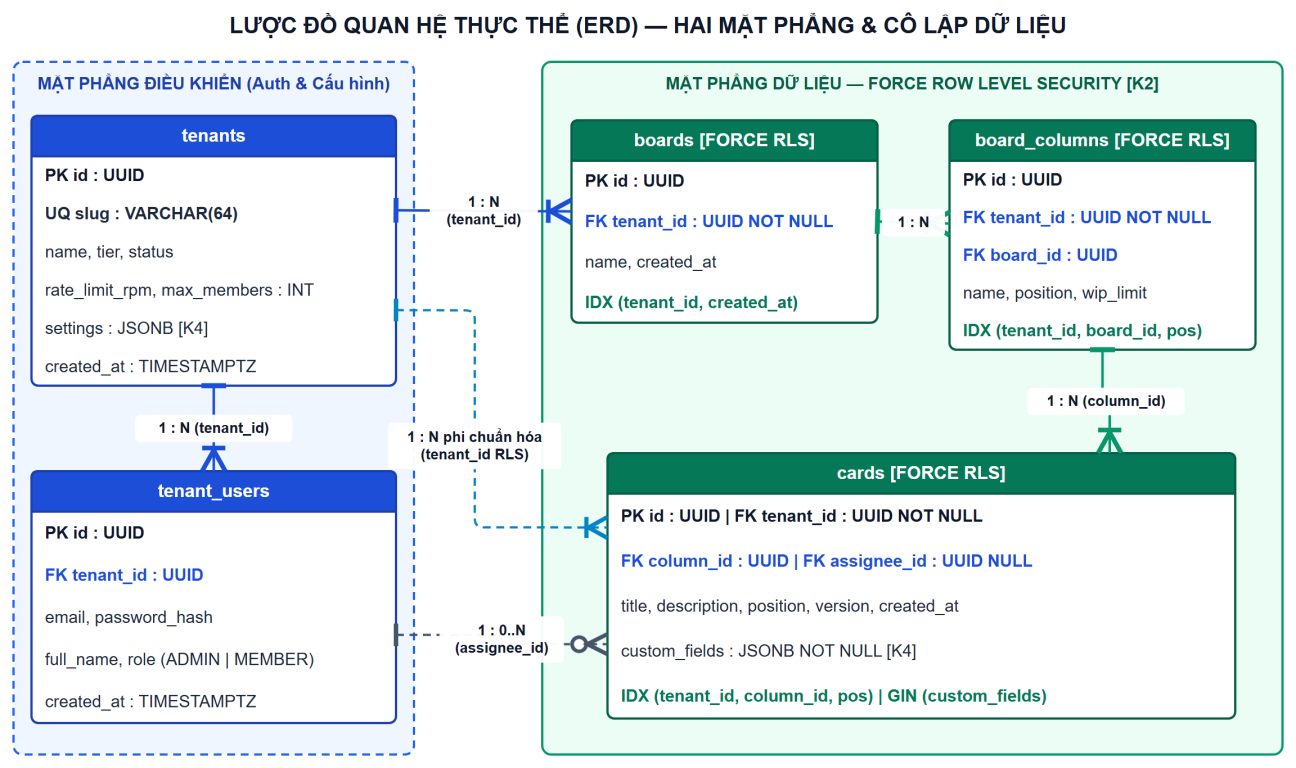 LƯỢC ĐỒ QUAN HỆ THỰC THỂ (ERD) — HAI MẶT PHẲNG & CÔ LẬP DỮ LIỆU
MẶT PHẲNG ĐIỀU KHIỂN (Auth & Cấu hình)
tenants
PK id : UUID
UQ slug : VARCHAR(64)
name, tier, status
rate_limit_rpm, max_members : INT
settings : JSONB [K4]
created_at : TIMESTAMPTZ
1 : N (tenant_id)
tenant_users
PK id : UUID
FK tenant_id : UUID
email, password_hash
full_name, role (ADMIN | MEMBER)
created_at : TIMESTAMPTZ
1 : N
(tenant_id)
1 : N phi chuẩn hóa
(tenant_id RLS)
1 : 0..N
(assignee_id)
MẶT PHẲNG DỮ LIỆU — FORCE ROW LEVEL SECURITY [K2]
boards [FORCE RLS]
PK id : UUID
FK tenant_id : UUID NOT NULL
name, created_at
IDX (tenant_id, created_at)
1 : N
board_columns [FORCE RLS]
PK id : UUID
FK tenant_id : UUID NOT NULL
FK board_id : UUID
name, position, wip_limit
IDX (tenant_id, board_id, pos)
1 : N (column_id)
cards [FORCE RLS]
PK id : UUID | FK tenant_id : UUID NOT NULL
FK column_id : UUID | FK assignee_id : UUID NULL
title, description, position, version, created_at
custom_fields : JSONB NOT NULL [K4]
IDX (tenant_id, column_id, pos) | GIN (custom_fields)